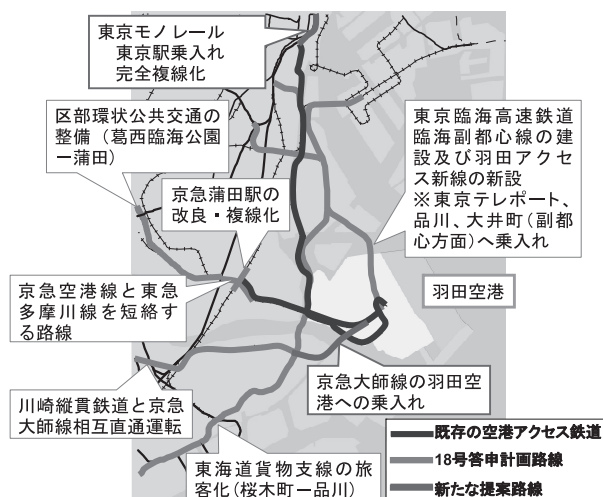 東京モノレール
東京駅乗入れ
完全複線化
区部環状公共交通の
整備（葛西臨海公園
ー蒲田）
東京臨海高速鉄道
臨海副都心線の建
設及び羽田アクセ
ス新線の新設
※東京テレポート、
品川、大井町（副都
心方面）へ乗入れ
京急蒲田駅の
改良・複線化
京急空港線と東急
多摩川線を短絡す
る路線
羽田空港
京急大師線の羽田空
港への乗入れ
川崎縦貫鉄道と京急
大師線相互直通運転
東海道貨物支線の旅
客化（桜木町ー品川）
既存の空港アクセス鉄道
18号答申計画路線
新たな提案路線